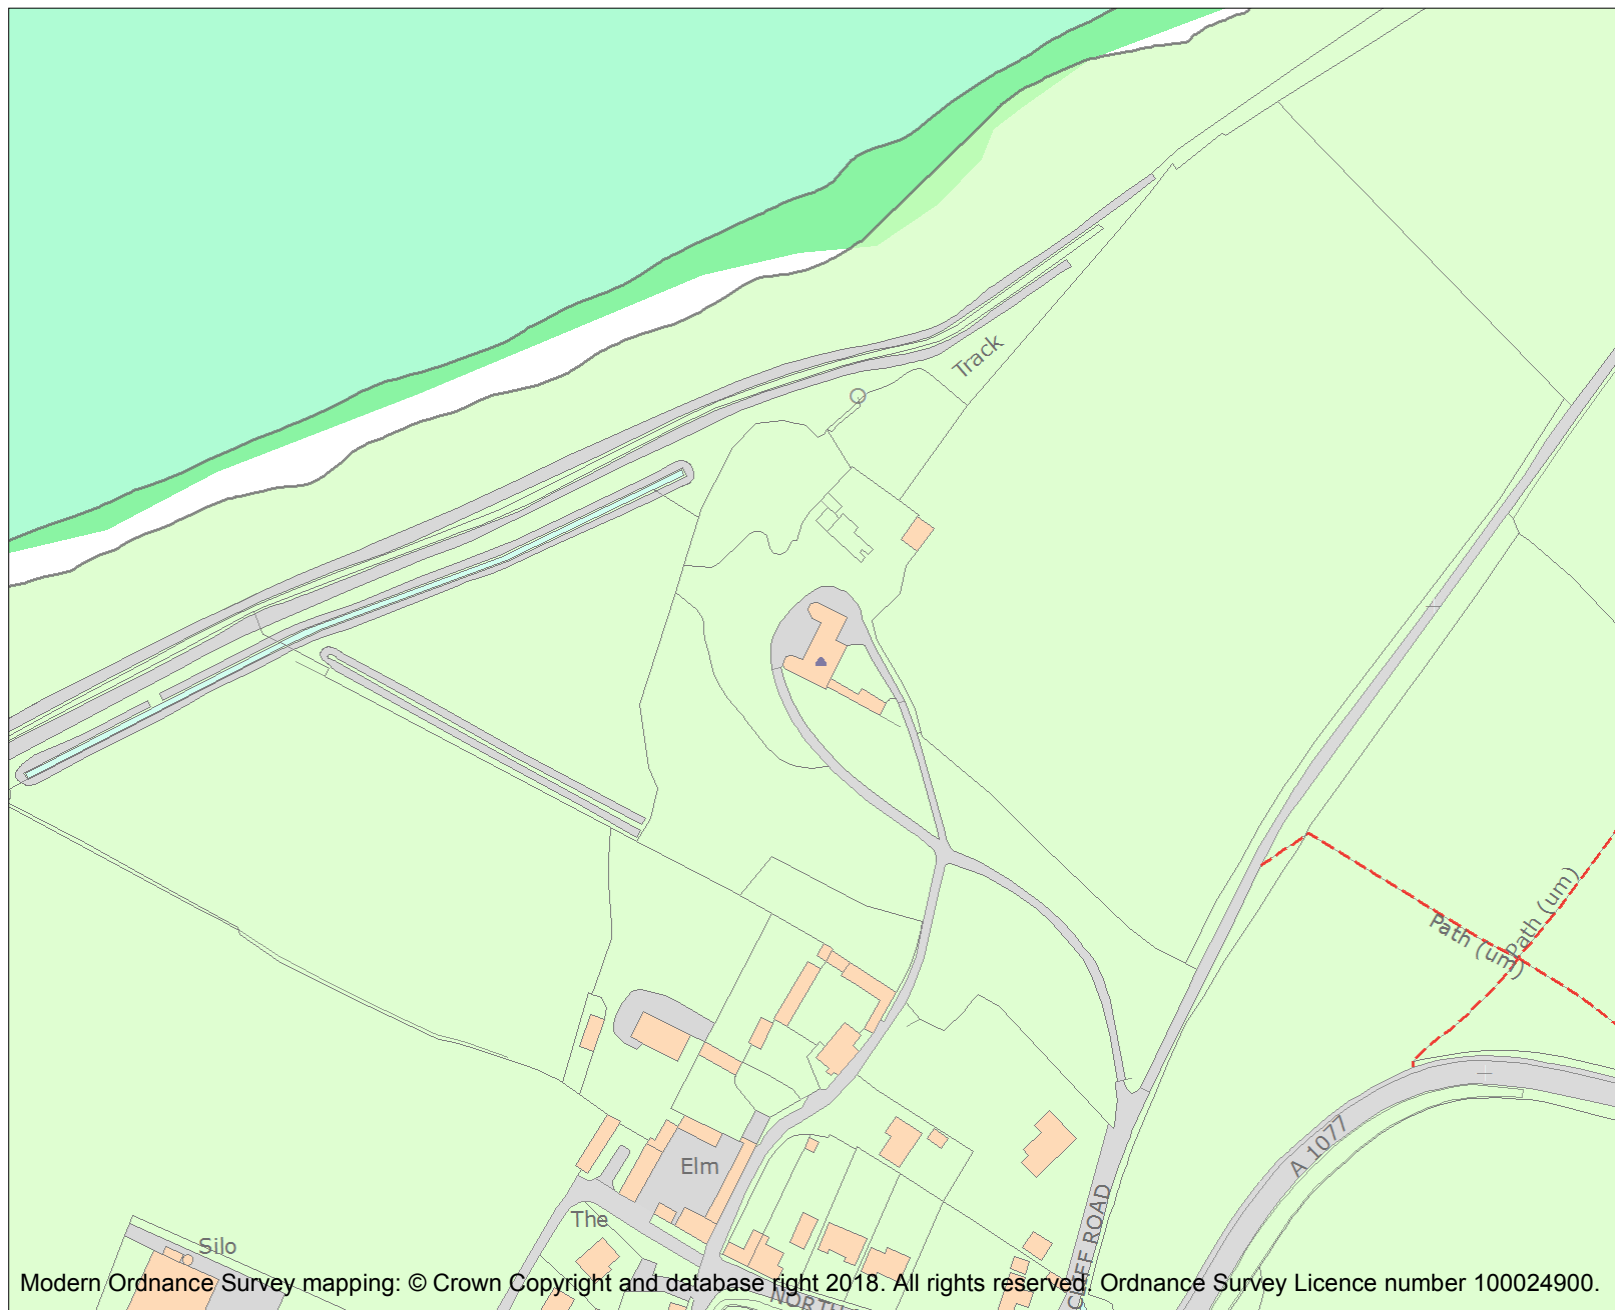 Track
Path (um)
Path (um)
A 1077
Elm
CLIFF ROAD
The
Silo
Modern Ordnance Survey mapping: © Crown Copyright and database right 2018. All rights reserved. Ordnance Survey Licence number 100024900.
NORTH